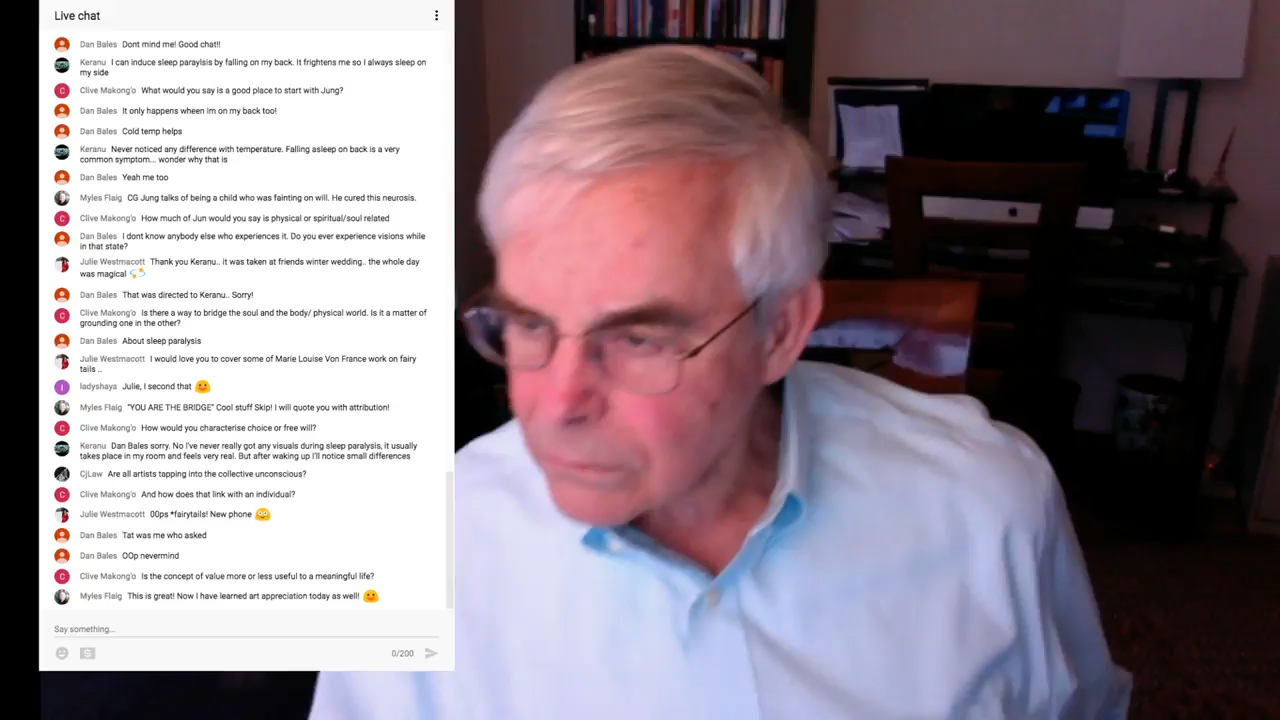 Live chat
Dan Bales Dont mind me! Good chat!!
Keranu I can induce sleep paraylsis by falling on my back. It frightens me so I always sleep on
my side
Clive Makong'o What would you say is a good place to start with Jung?
Dan Bales It only happens wheen im on my back too!
Dan Bales Cold temp helps
Keranu Never noticed any difference with temperature. Falling asleep on back is a very
common symptom... wonder why that is
Dan Bales Yeah me too
Myles Flaig CG Jung talks of being a child who was fainting on will. He cured this neurosis.
Clive Makong'o How much of Jun would you say is physical or spiritual/soul related
Dan Bales I dont know anybody else who experiences it. Do you ever experience visions while
in that state?
Julie Westmacott Thank you Keranu.. it was taken at friends winter wedding.. the whole day
was magical
Dan Bales That was directed to Keranu.. Sorry!
Clive Makong'o Is there a way to bridge the soul and the body/ physical world. Is it a matter of
grounding one in the other?
Dan Bales About sleep paralysis
Julie Westmacott I would love you to cover some of Marie Louise Von France work on fairy
tails ..
ladyshaya Julie, I second that
Myles Flaig "YOU ARE THE BRIDGE" Cool stuff Skip! I will quote you with attribution!
Clive Makong'o How would you characterise choice or free will?
Keranu Dan Bales sorry. No I've never really got any visuals during sleep paralysis, it usually
takes place in my room and feels very real. But after waking up I'll notice small differences
CjLaw Are all artists tapping into the collective unconscious?
Clive Makong'o And how does that link with an individual?
Julie Westmacott 00ps *fairytails! New phone
Dan Bales Tat was me who asked
Dan Bales OOp nevermind
Clive Makong'o Is the concept of value more or less useful to a meaningful life?
Myles Flaig This is great! Now I have learned art appreciation today as well!
Say something...
0/200